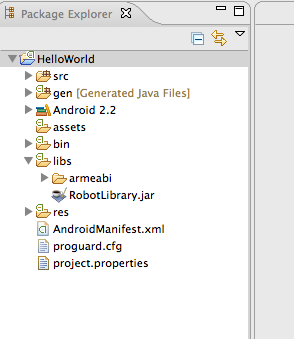 Package Explorer
HelloWorld
src
gen [Generated Java Files]
Android 2.2
assets
bin
libs
armeabi
RobotLibrary.jar
res
AndroidManifest.xml
proguard.cfg
project.properties